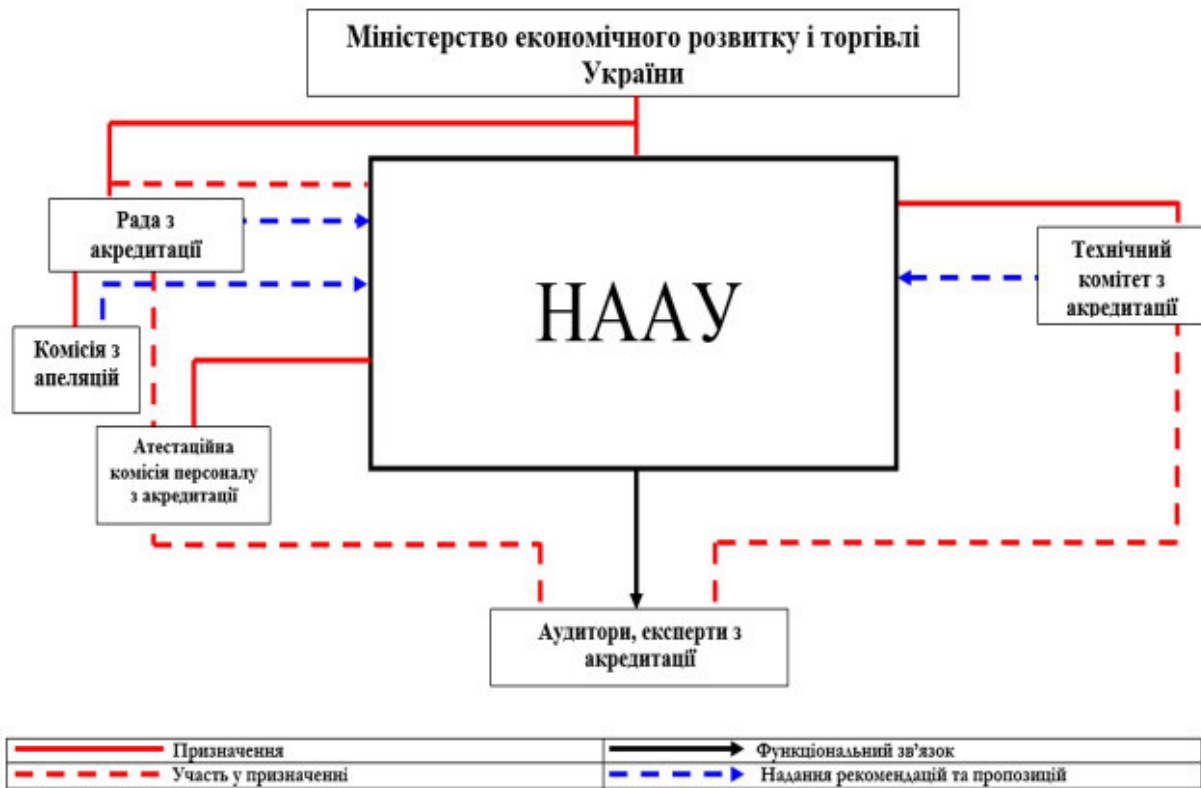 Міністерство економічного розвитку і торгівлі
України
Рада з
акредитації
НААУ
Технічний
комітет з
акредитації
Комісія з
апеляцій
Атестаційна
комісія персоналу
з акредитації
Аудитори, експерти з
акредитації
Призначення
Функціональний зв'язок
Участь у призначенні
Надання рекомендацій та пропозицій